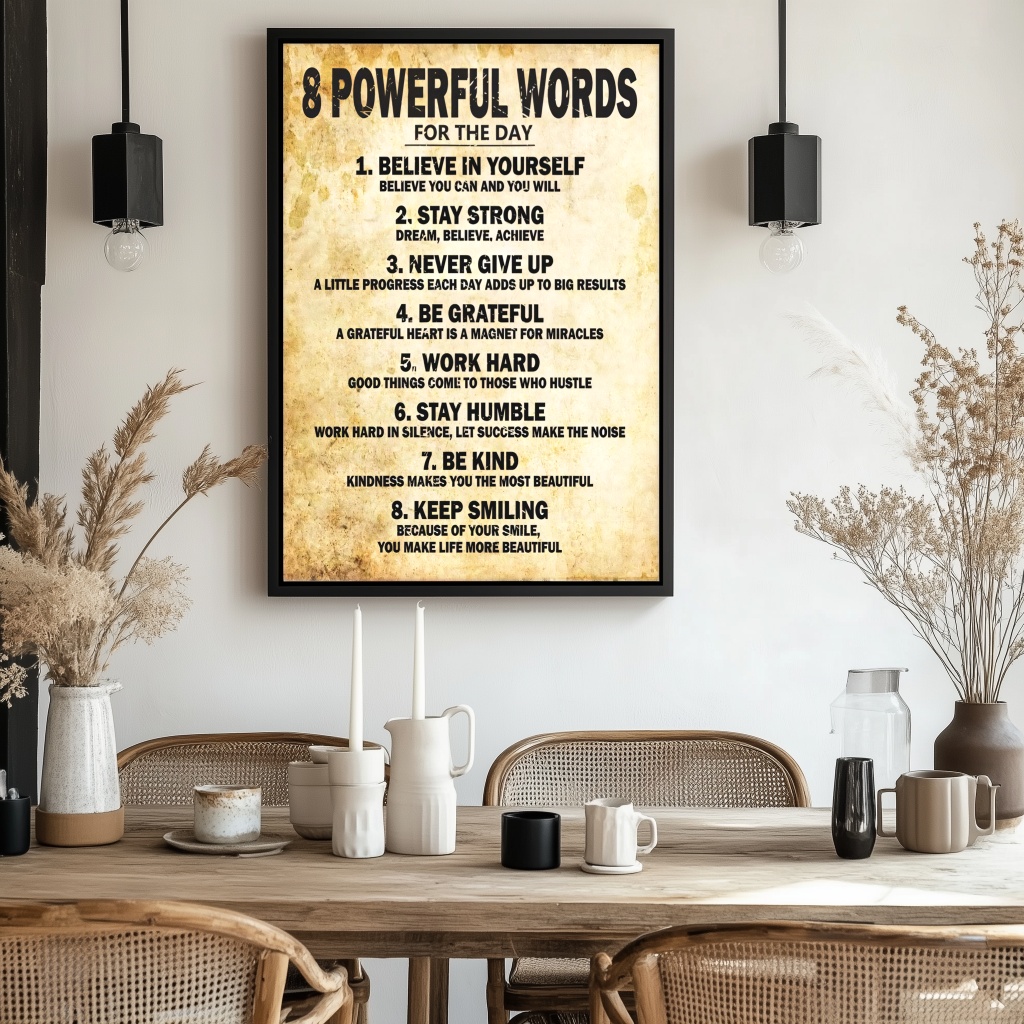 8 POWERFUL WORDS
FOR THE DAY
1. BELIEVE IN YOURSELF
BELIEVE YOU CAN AND YOU WILL
2. STAY STRONG
DREAM, BELIEVE, ACHIEVE
3. NEVER GIVE UP
A LITTLE PROGRESS EACH DAY ADDS UP TO BIG RESULTS
4. BE GRATEFUL
A GRATEFUL HEART IS A MAGNET FOR MIRACLES
5. WORK HARD
GOOD THINGS COME TO THOSE WHO HUSTLE
6. STAY HUMBLE
WORK HARD IN SILENCE, LET SUCCESS MAKE THE NOISE
7. BE KIND
KINDNESS MAKES YOU THE MOST BEAUTIFUL
8. KEEP SMILING
BECAUSE OF YOUR SMILE,
YOU MAKE LIFE MORE BEAUTIFUL